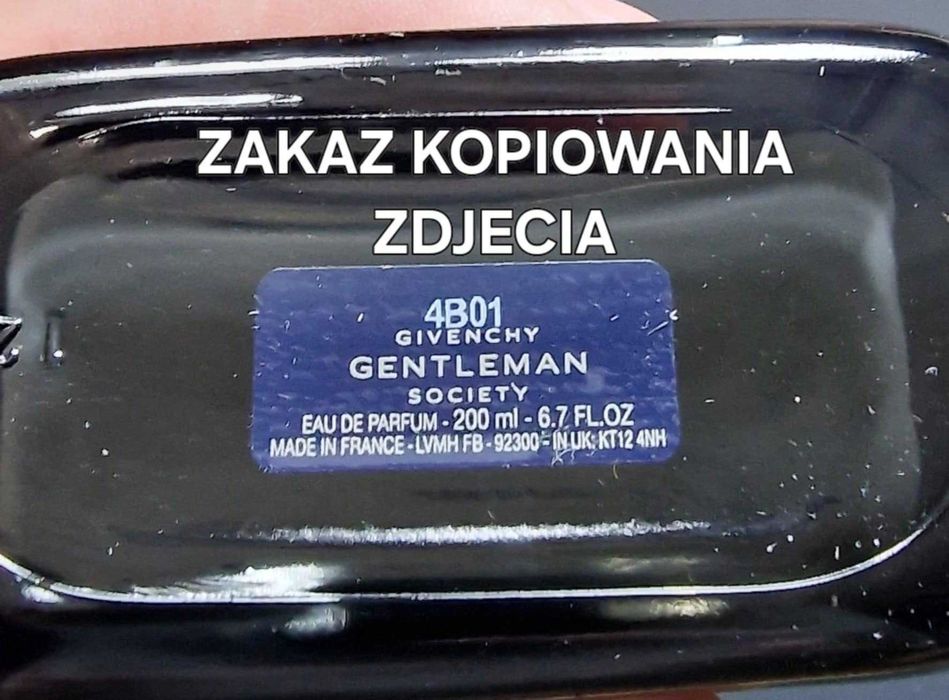 ZAKAZ KOPIOWANIA
ZDJECIA
4B01
GIVENCHY
GENTLEMAN
SOCIETY
EAU DE PARFUM - 200 ml - 6.7 FL.OZ
MADE IN FRANCE - LVMH FB - 92300 - IN UK: KT12 4NH